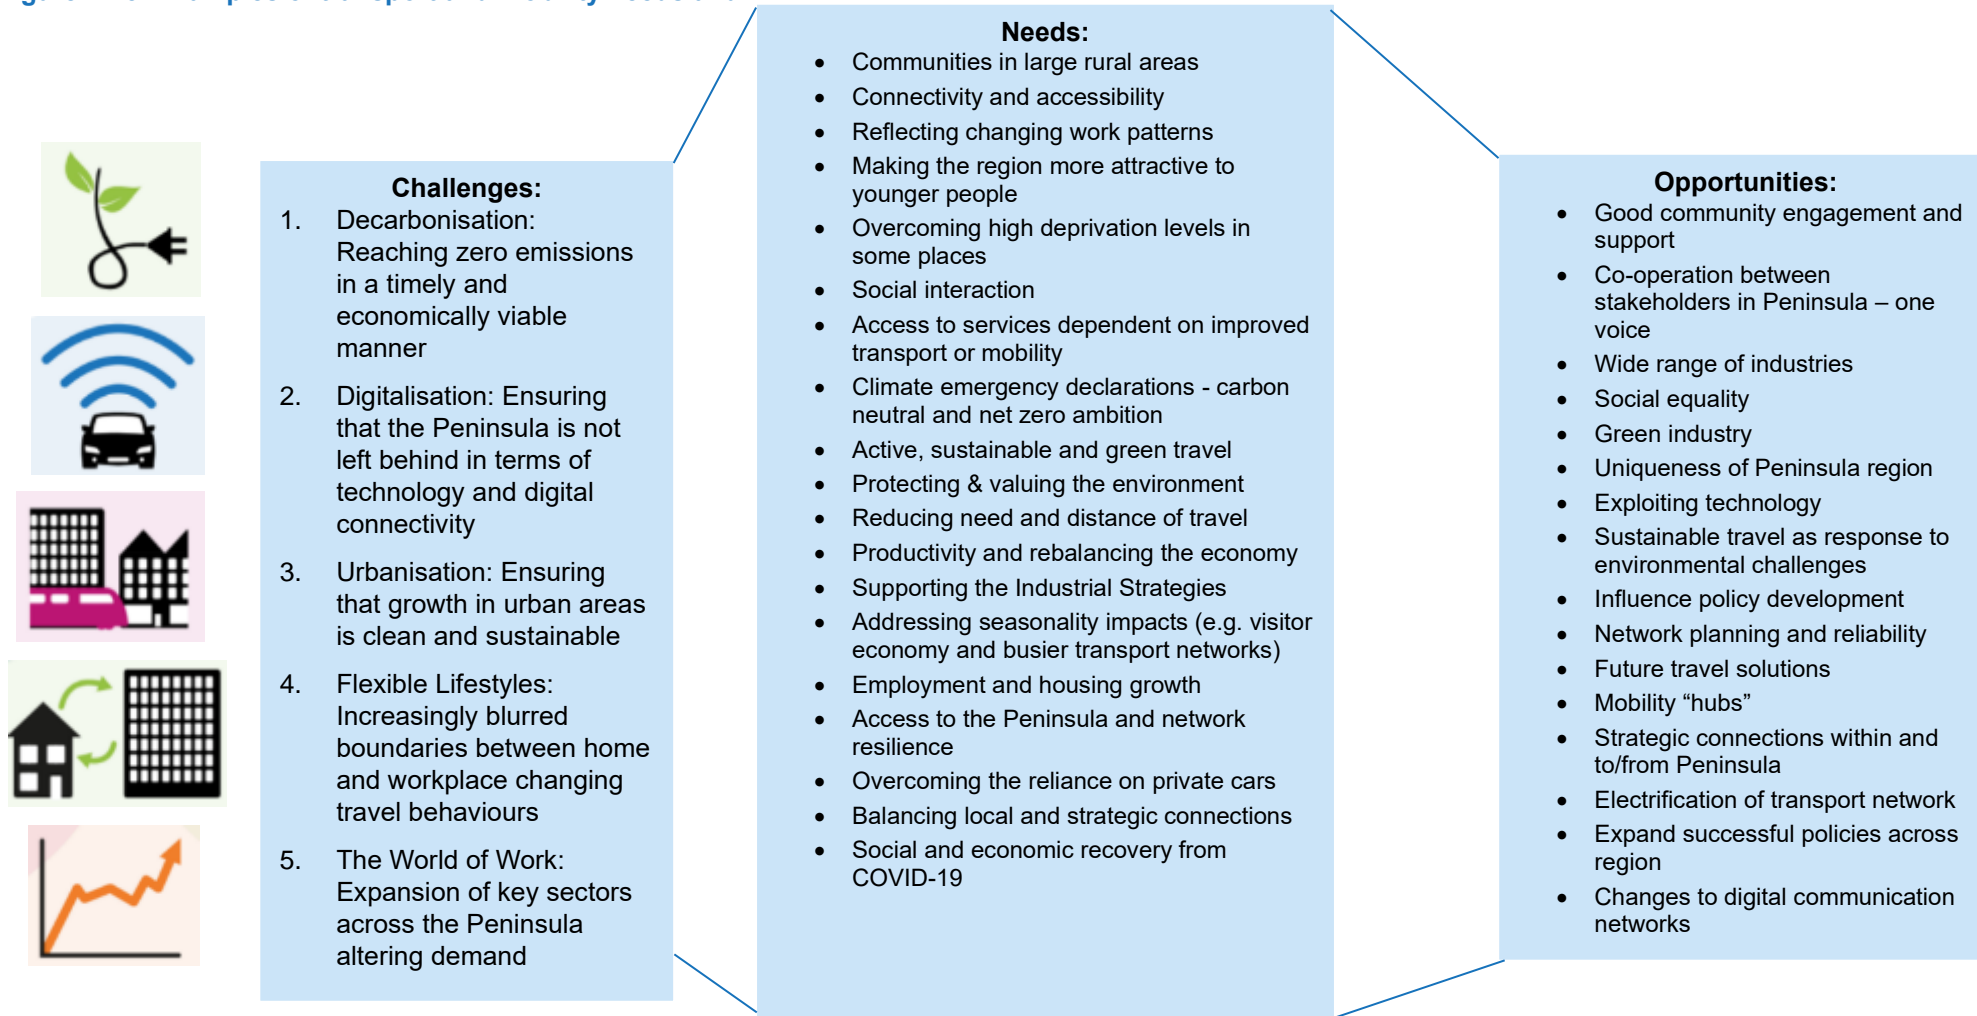 Needs:
• Communities in large rural areas
• Connectivity and accessibility
• Reflecting changing work patterns
• Making the region more attractive to
younger people
• Overcoming high deprivation levels in
some places
• Social interaction
• Access to services dependent on improved
transport or mobility
• Climate emergency declarations - carbon
neutral and net zero ambition
• Active, sustainable and green travel
• Protecting & valuing the environment
• Reducing need and distance of travel
• Productivity and rebalancing the economy
• Supporting the Industrial Strategies
• Addressing seasonality impacts (e.g. visitor
economy and busier transport networks)
• Employment and housing growth
• Access to the Peninsula and network
resilience
• Overcoming the reliance on private cars
• Balancing local and strategic connections
• Social and economic recovery from
COVID-19
Challenges:
1. Decarbonisation:
Reaching zero emissions
in a timely and
economically viable
manner
2. Digitalisation: Ensuring
that the Peninsula is not
left behind in terms of
technology and digital
connectivity
3. Urbanisation: Ensuring
that growth in urban areas
is clean and sustainable
4. Flexible Lifestyles:
Increasingly blurred
boundaries between home
and workplace changing
travel behaviours
5. The World of Work:
Expansion of key sectors
across the Peninsula
altering demand
Opportunities:
• Good community engagement and
support
• Co-operation between
stakeholders in Peninsula – one
voice
• Wide range of industries
• Social equality
• Green industry
• Uniqueness of Peninsula region
• Exploiting technology
• Sustainable travel as response to
environmental challenges
• Influence policy development
• Network planning and reliability
• Future travel solutions
• Mobility “hubs”
• Strategic connections within and
to/from Peninsula
• Electrification of transport network
• Expand successful policies across
region
• Changes to digital communication
networks